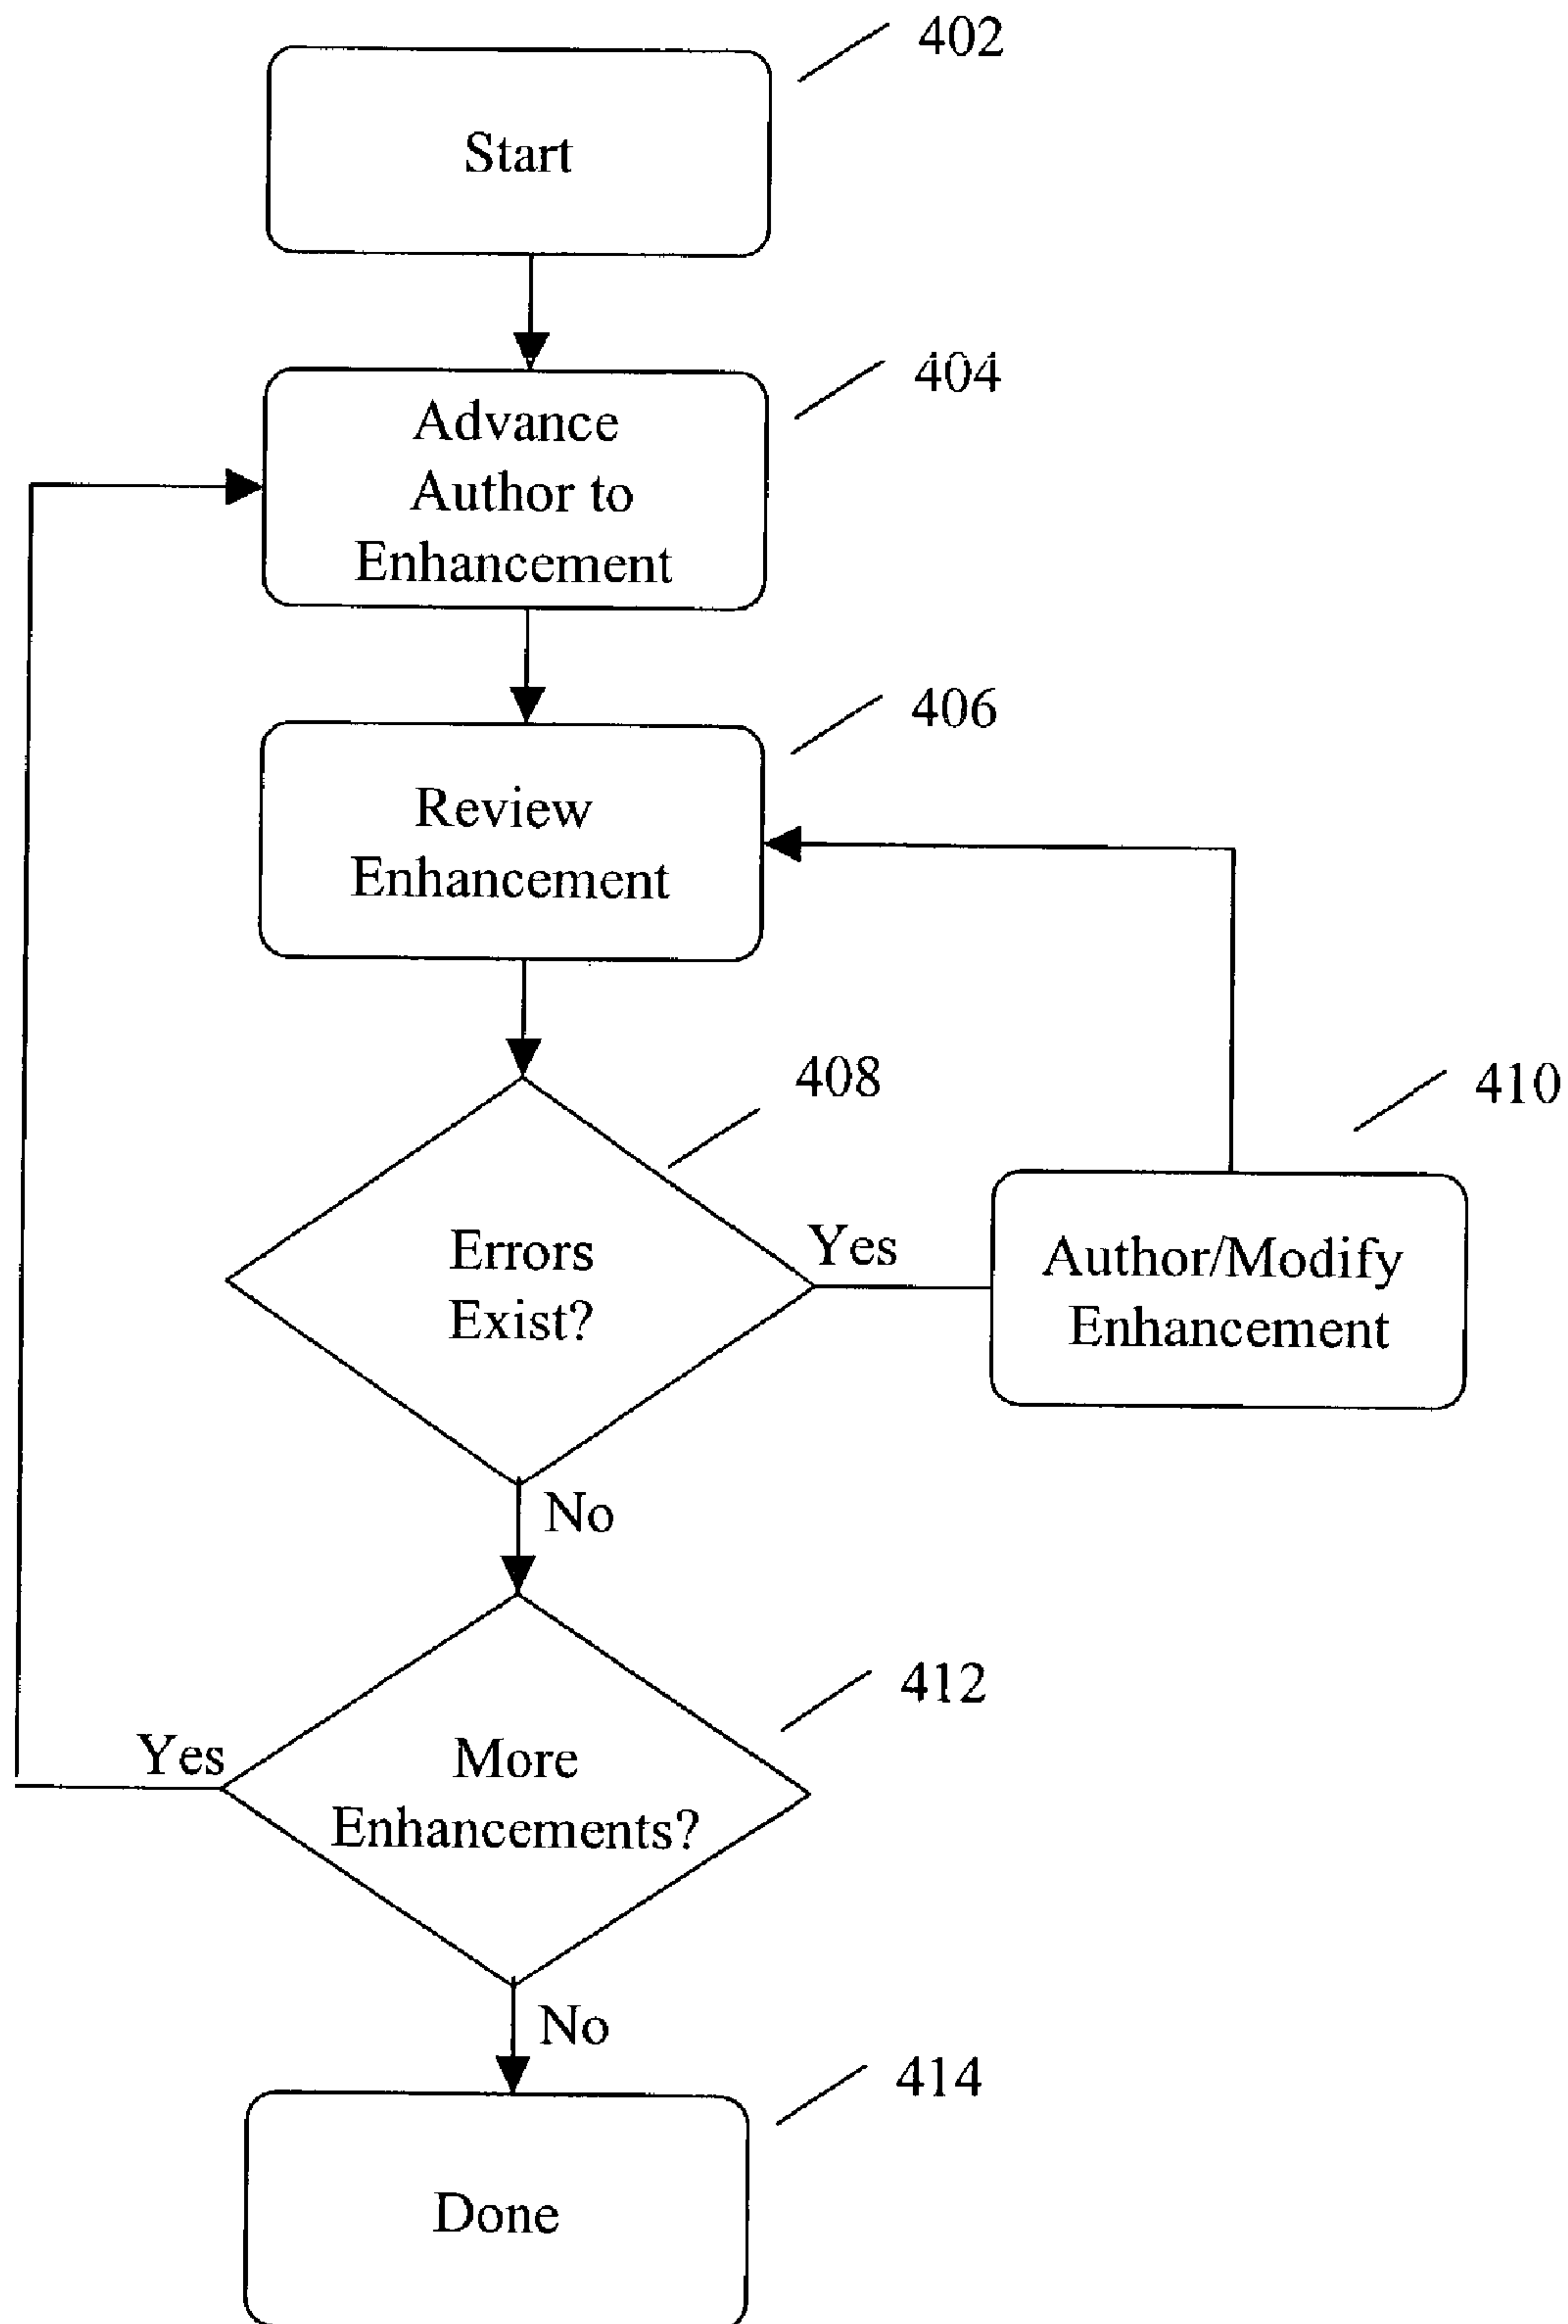 402
Start
404
Advance
Author to
Enhancement
406
Review
Enhancement
408
410
Errors
Exist?
Yes
Author/Modify
Enhancement
No
412
Yes
More
Enhancements?
No
414
Done